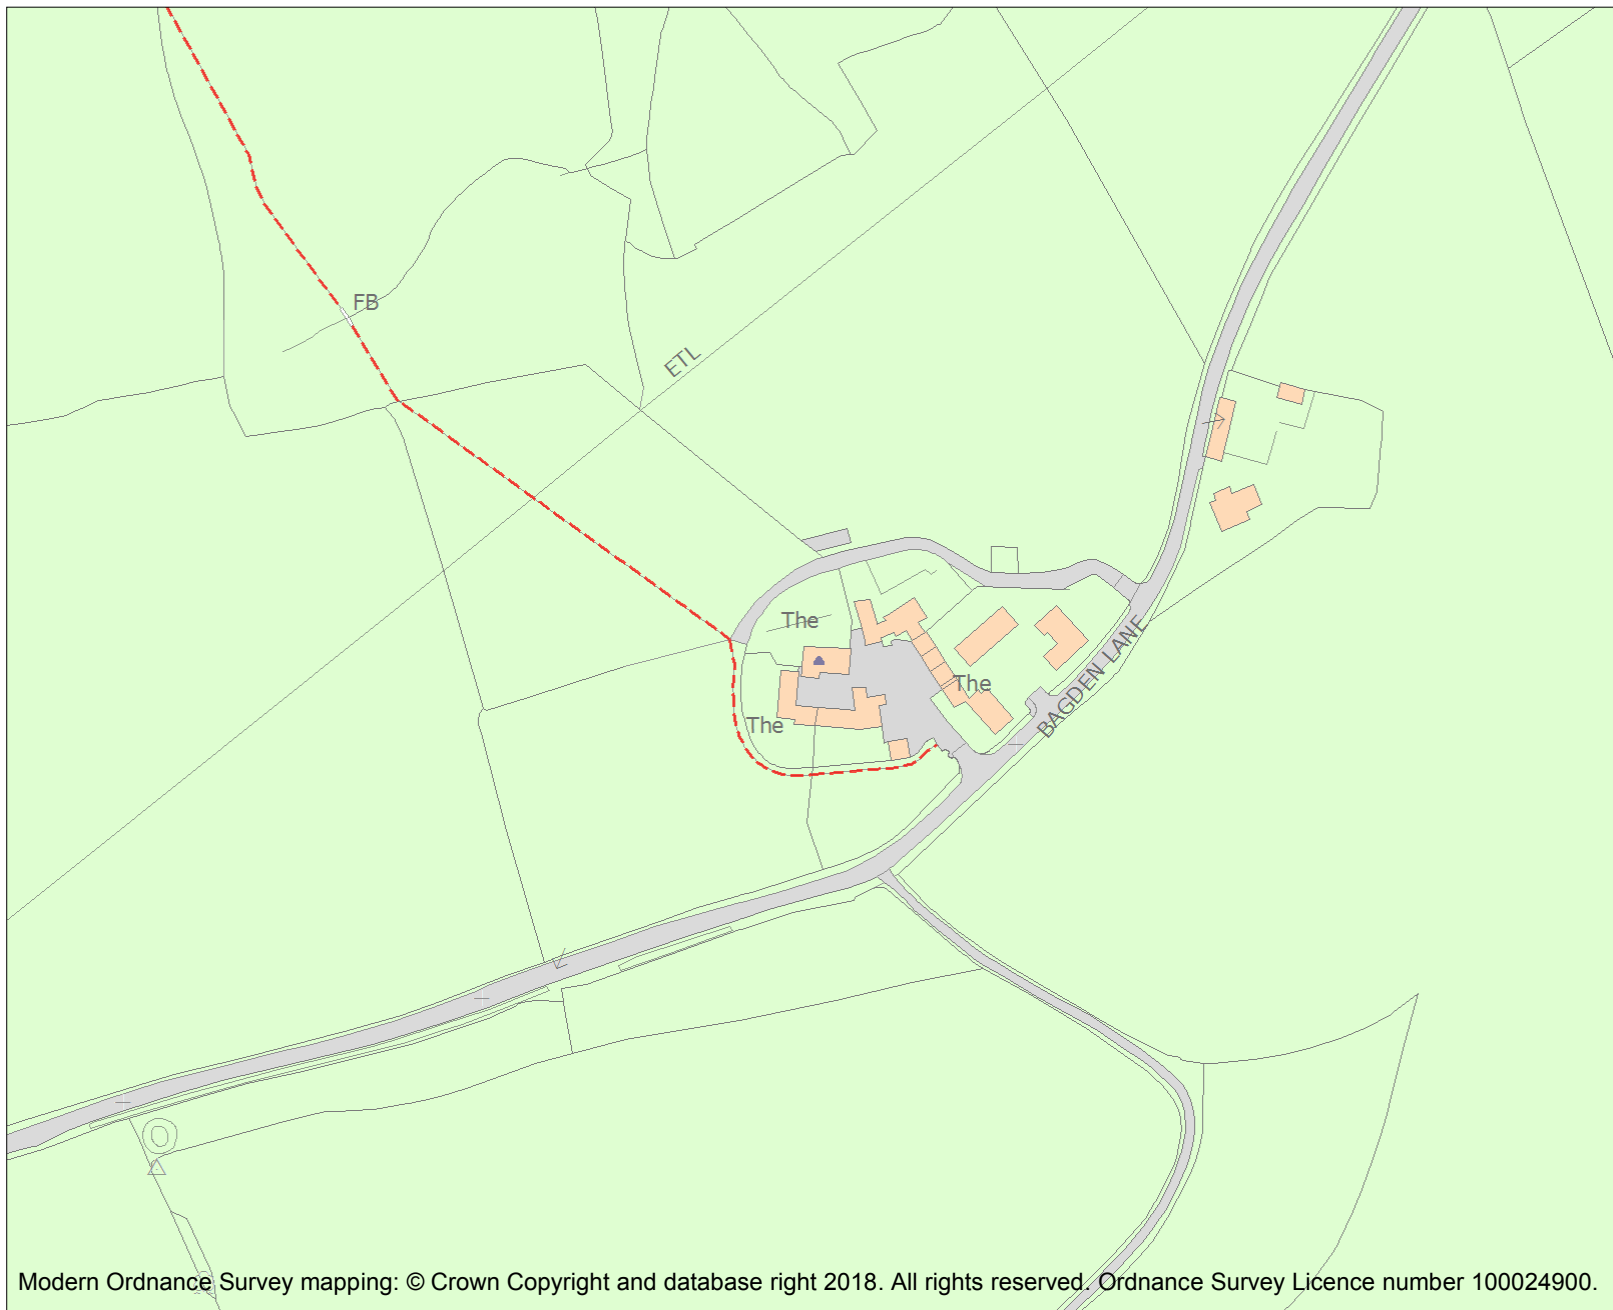 FB
ETL
The
The
The
BAGDEN LANE
Modern Ordnance Survey mapping: © Crown Copyright and database right 2018. All rights reserved. Ordnance Survey Licence number 100024900.